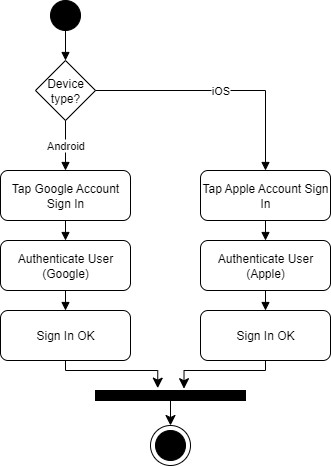 Device
type?
iOS
Android
Tap Google Account
Sign In
Tap Apple Account Sign
In
Authenticate User
(Google)
Authenticate User
(Apple)
Sign In OK
Sign In OK